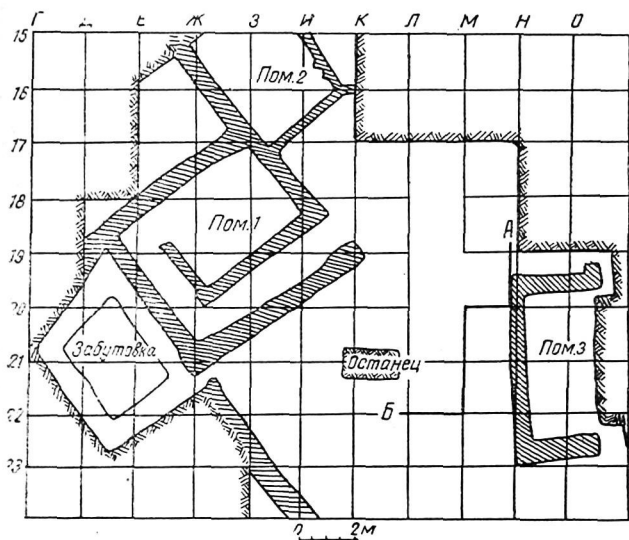 Г Д Е Ж З И К Л М Н О
15
Пом.2
16
17
18
Пом.1
А
19
20
Забутовка
21
Останец
Пом.3
Б
22
23
0 2м